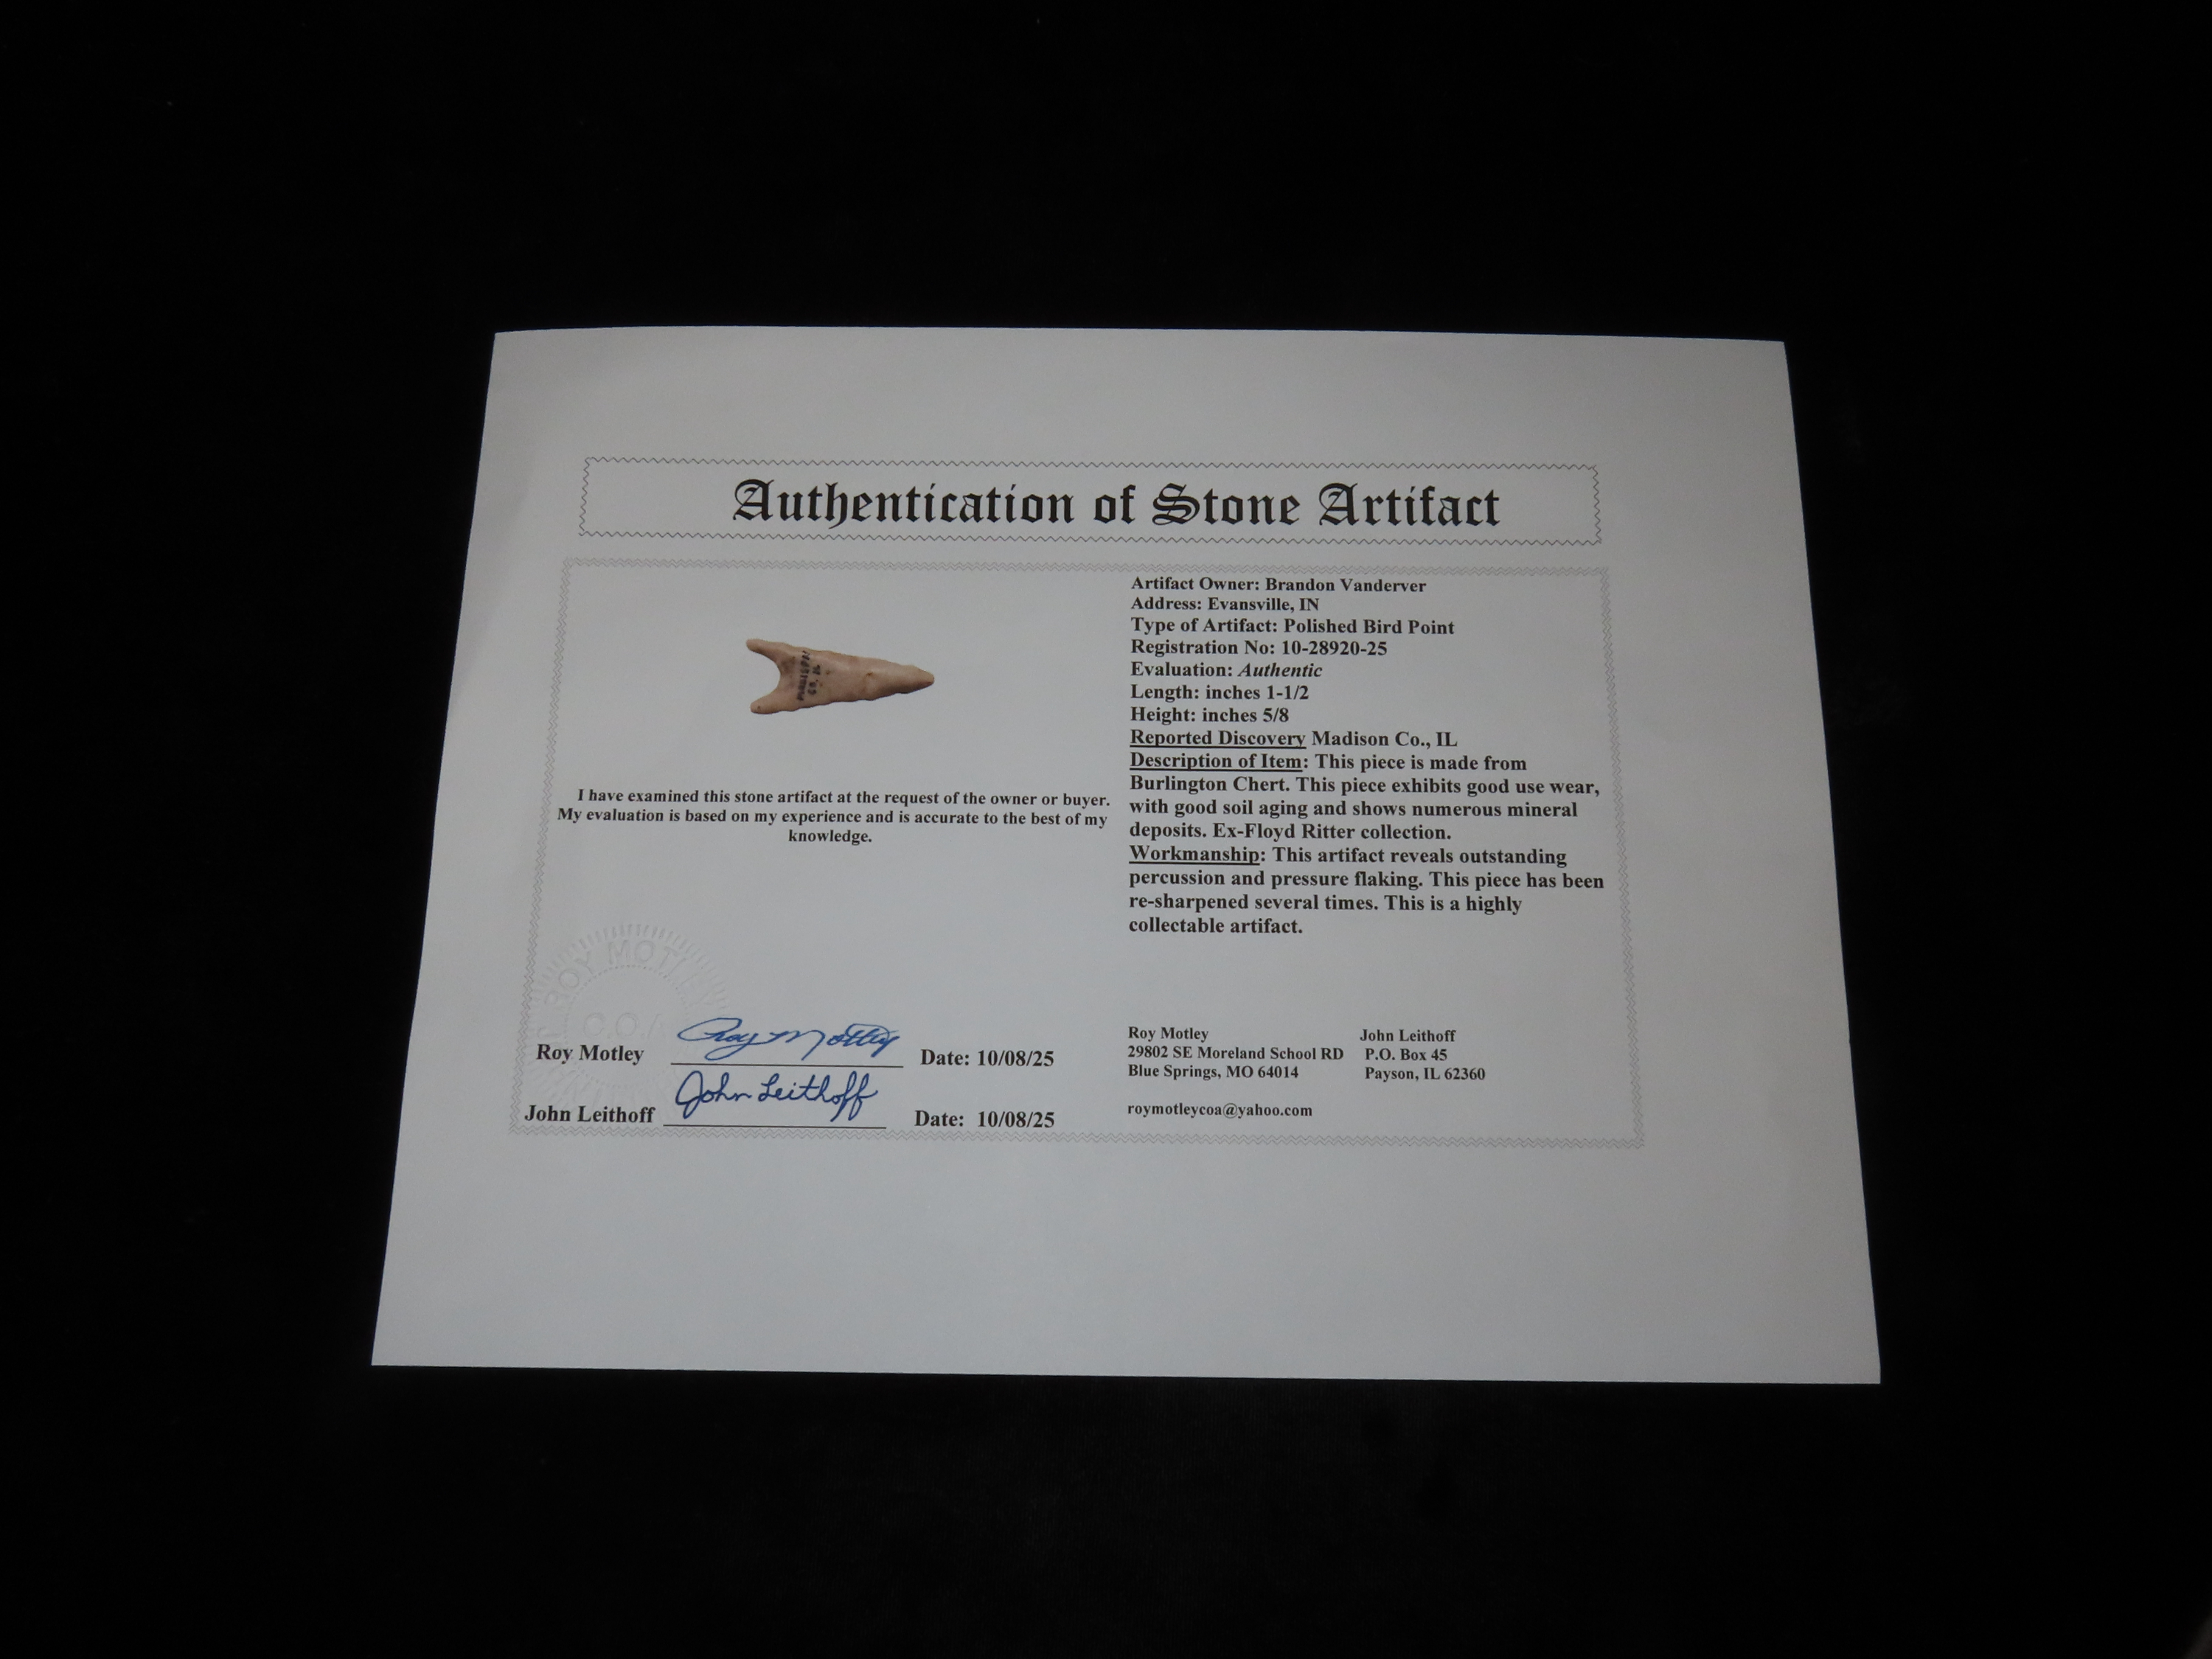 Authentication of Stone Artifact
MADISON
CO. IL
I have examined this stone artifact at the request of the owner or buyer.
My evaluation is based on my experience and is accurate to the best of my
knowledge.
Artifact Owner: Brandon Vanderver
Address: Evansville, IN
Type of Artifact: Polished Bird Point
Registration No: 10-28920-25
Evaluation: Authentic
Length: inches 1-1/2
Height: inches 5/8
Reported Discovery Madison Co., IL
Description of Item: This piece is made from
Burlington Chert. This piece exhibits good use wear,
with good soil aging and shows numerous mineral
deposits. Ex-Floyd Ritter collection.
Workmanship: This artifact reveals outstanding
percussion and pressure flaking. This piece has been
re-sharpened several times. This is a highly
collectable artifact.
ROY MOTLEY
C.O.A
Roy Motley Roy Motley Date: 10/08/25
John Leithoff John Leithoff Date: 10/08/25
Roy Motley
29802 SE Moreland School RD
Blue Springs, MO 64014
roymotleycoa@yahoo.com
John Leithoff
P.O. Box 45
Payson, IL 62360